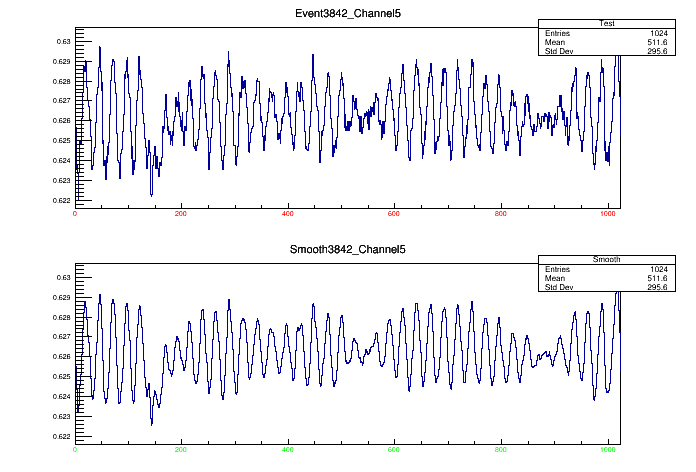 Event3842_Channel5
Test
Entries 1024
Mean 511.6
Std Dev 295.6
0.63
0.629
0.628
0.627
0.626
0.625
0.624
0.623
0.622
0 200 400 600 800 1000
Smooth3842_Channel5
Smooth
Entries 1024
Mean 511.6
Std Dev 295.6
0.63
0.629
0.628
0.627
0.626
0.625
0.624
0.623
0.622
0 200 400 600 800 1000